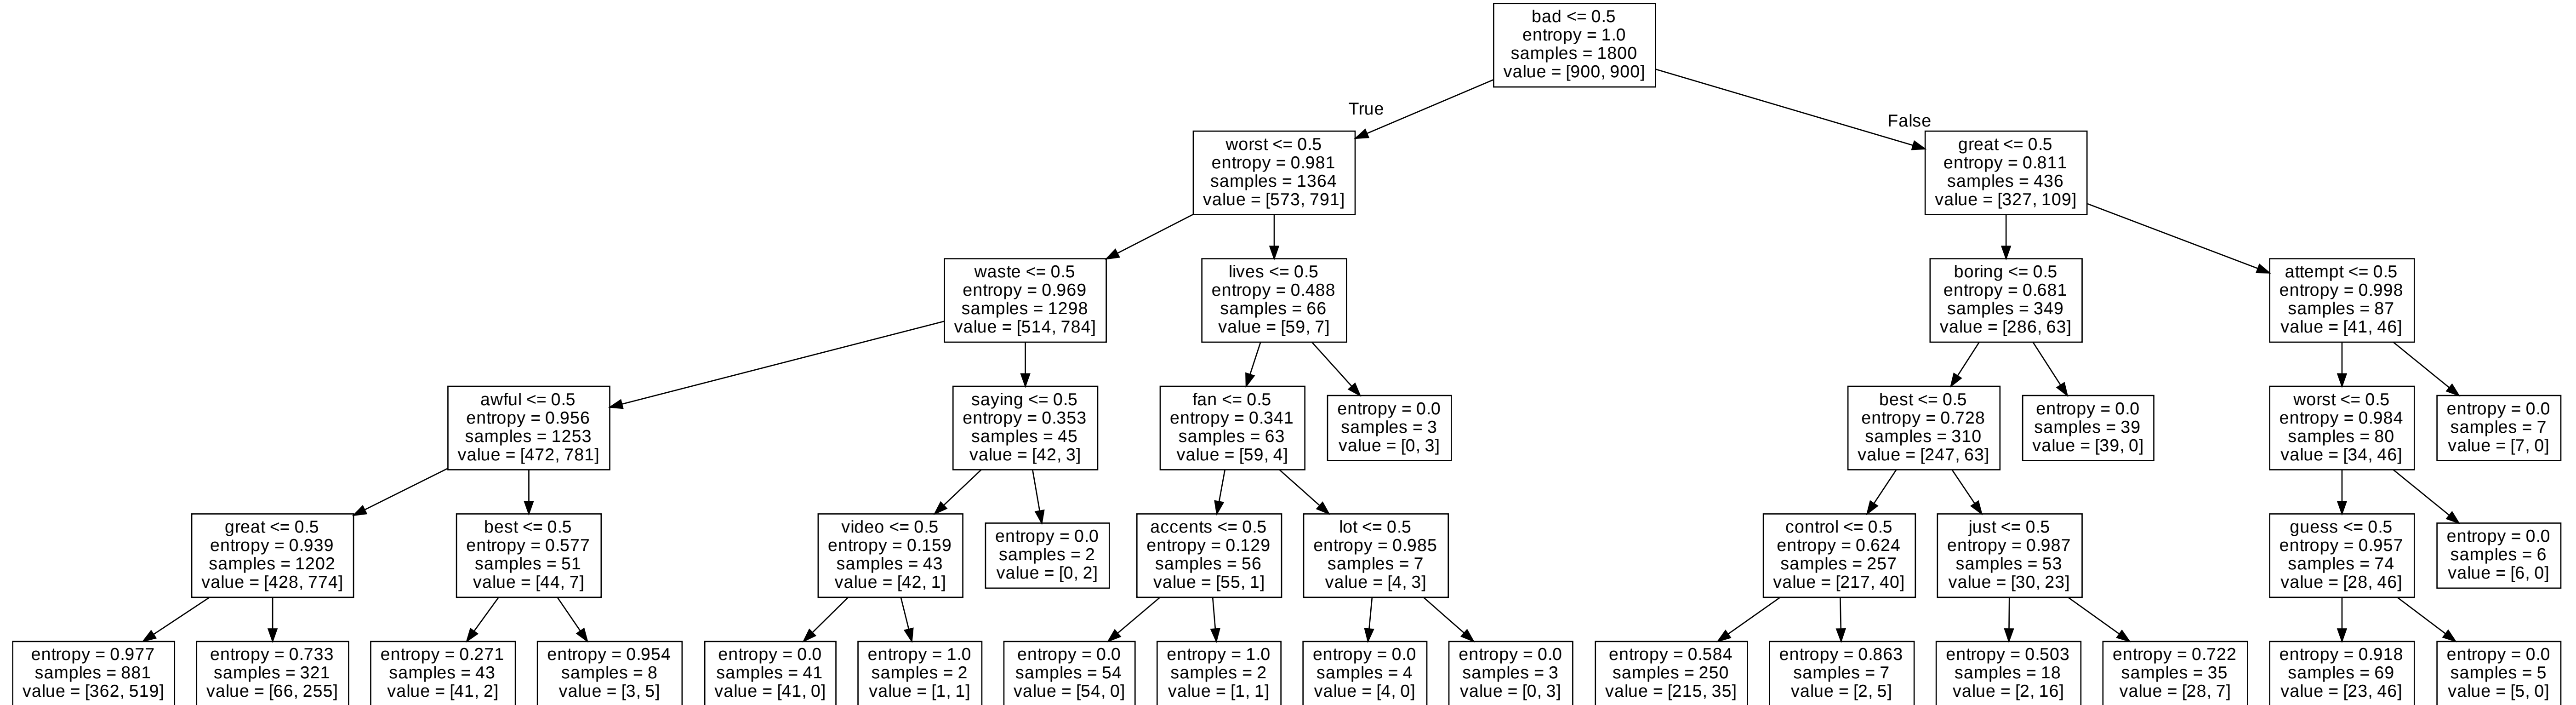 bad <= 0.5
entropy = 1.0
samples = 1800
value = [900, 900]
True
False
worst <= 0.5
entropy = 0.981
samples = 1364
value = [573, 791]
great <= 0.5
entropy = 0.811
samples = 436
value = [327, 109]
waste <= 0.5
entropy = 0.969
samples = 1298
value = [514, 784]
lives <= 0.5
entropy = 0.488
samples = 66
value = [59, 7]
boring <= 0.5
entropy = 0.681
samples = 349
value = [286, 63]
attempt <= 0.5
entropy = 0.998
samples = 87
value = [41, 46]
awful <= 0.5
entropy = 0.956
samples = 1253
value = [472, 781]
saying <= 0.5
entropy = 0.353
samples = 45
value = [42, 3]
fan <= 0.5
entropy = 0.341
samples = 63
value = [59, 4]
entropy = 0.0
samples = 3
value = [0, 3]
best <= 0.5
entropy = 0.728
samples = 310
value = [247, 63]
entropy = 0.0
samples = 39
value = [39, 0]
worst <= 0.5
entropy = 0.984
samples = 80
value = [34, 46]
entropy = 0.0
samples = 7
value = [7, 0]
great <= 0.5
entropy = 0.939
samples = 1202
value = [428, 774]
best <= 0.5
entropy = 0.577
samples = 51
value = [44, 7]
video <= 0.5
entropy = 0.159
samples = 43
value = [42, 1]
entropy = 0.0
samples = 2
value = [0, 2]
accents <= 0.5
entropy = 0.129
samples = 56
value = [55, 1]
lot <= 0.5
entropy = 0.985
samples = 7
value = [4, 3]
control <= 0.5
entropy = 0.624
samples = 257
value = [217, 40]
just <= 0.5
entropy = 0.987
samples = 53
value = [30, 23]
guess <= 0.5
entropy = 0.957
samples = 74
value = [28, 46]
entropy = 0.0
samples = 6
value = [6, 0]
entropy = 0.977
samples = 881
value = [362, 519]
entropy = 0.733
samples = 321
value = [66, 255]
entropy = 0.271
samples = 43
value = [41, 2]
entropy = 0.954
samples = 8
value = [3, 5]
entropy = 0.0
samples = 41
value = [41, 0]
entropy = 1.0
samples = 2
value = [1, 1]
entropy = 0.0
samples = 54
value = [54, 0]
entropy = 1.0
samples = 2
value = [1, 1]
entropy = 0.0
samples = 4
value = [4, 0]
entropy = 0.0
samples = 3
value = [0, 3]
entropy = 0.584
samples = 250
value = [215, 35]
entropy = 0.863
samples = 7
value = [2, 5]
entropy = 0.503
samples = 18
value = [2, 16]
entropy = 0.722
samples = 35
value = [28, 7]
entropy = 0.918
samples = 69
value = [23, 46]
entropy = 0.0
samples = 5
value = [5, 0]